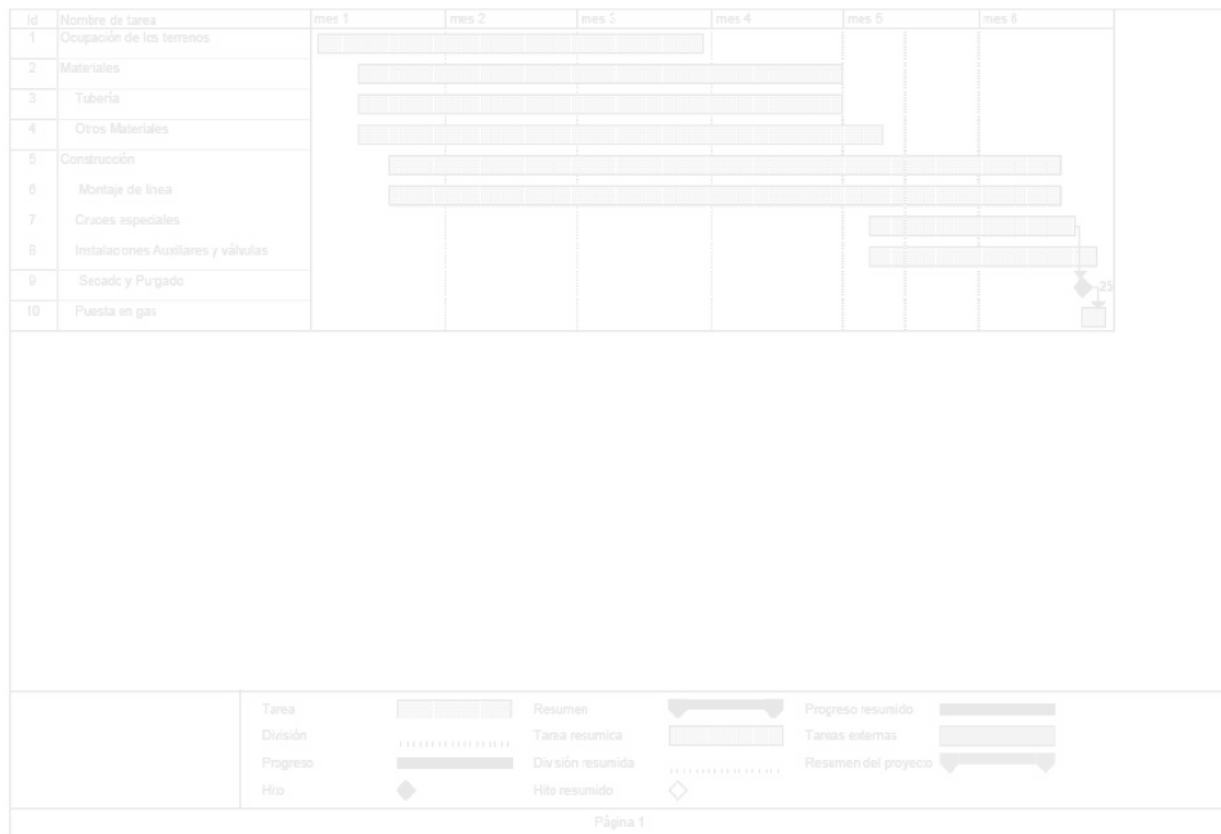 Id Nombre de tarea mes 1 mes 2 mes 3 mes 4 mes 5 mes 6
1 Ocupación de los terrenos
2 Materiales
3 Tubería
4 Otros Materiales
5 Construcción
6 Montaje de línea
7 Cruces especiales
8 Instalaciones Auxiliares y válvulas
9 Secado y Purgado 25
10 Puesta en gas
Tarea Resumen Progreso resumido
División Tarea resumida Tareas externas
Progreso División resumida Resumen del proyecto
Hito Hito resumido
Página 1